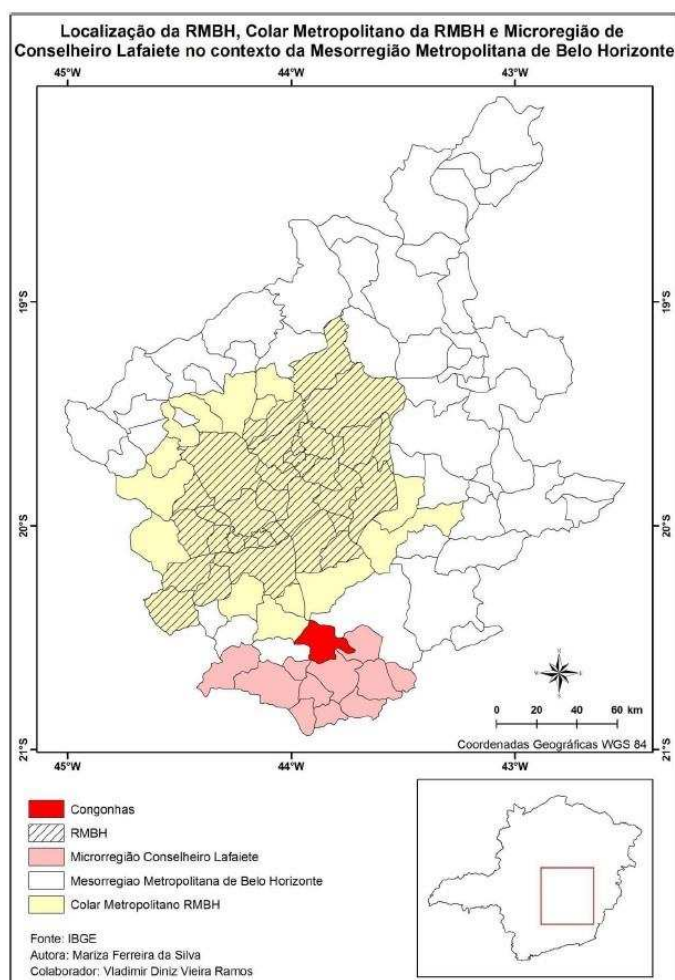 Localização da RMBH, Colar Metropolitano da RMBH e Microregião de
Conselheiro Lafaiete no contexto da Mesorregião Metropolitana de Belo Horizonte
45°W 44°W 43°W
19°S 19°S
20°S 20°S
0 20 40 60 km
Coordenadas Geográficas WGS 84
21°S 21°S
45°W 44°W 43°W
Congonhas
RMBH
Microrregião Conselheiro Lafaiete
Mesorregiao Metropolitana de Belo Horizonte
Colar Metropolitano RMBH
Fonte: IBGE
Autora: Mariza Ferreira da Silva
Colaborador: Vladimir Diniz Vieira Ramos